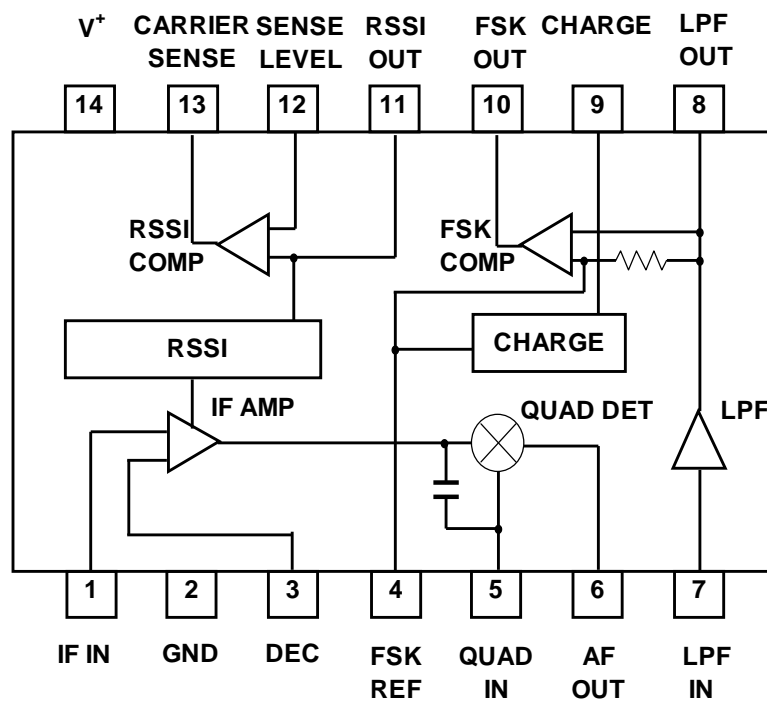 V+ CARRIER SENSE RSSI FSK CHARGE LPF
SENSE LEVEL OUT OUT OUT
14 13 12 11 10 9 8
RSSI
COMP
FSK
COMP
RSSI
CHARGE
IF AMP
QUAD DET
LPF
1 2 3 4 5 6 7
IF IN GND DEC FSK QUAD AF LPF
REF IN OUT IN